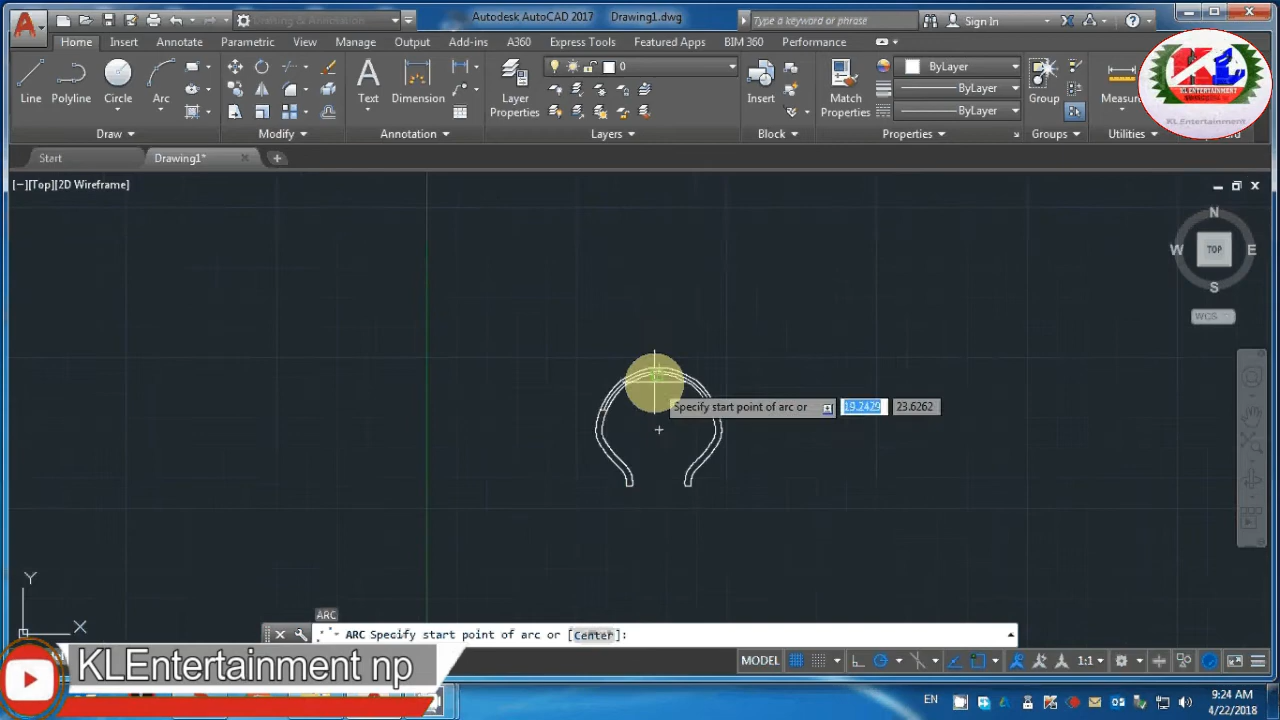 Autodesk AutoCAD 2017 Drawing1.dwg
Type a keyword or phrase
Sign In
Home Insert Annotate Parametric View Manage Output Add-ins A360 Express Tools Featured Apps BIM 360 Performance
Line Polyline Circle Arc
Text Dimension
Layer
Properties
0
Insert
Match
Properties
ByLayer
ByLayer
ByLayer
Group
Measure
Draw Modify Annotation Layers Block Properties Groups Utilities
KL
KLENTERTAINMENT
KLEntertainment
Start Drawing1*
[−][Top][2D Wireframe]
N
W TOP E
S
WCS
Specify start point of arc or 19.2429 23.6262
Y
X
ARC
ARC Specify start point of arc or [Center]:
MODEL 1:1
KLEntertainment np
EN
9:24 AM
4/22/2018